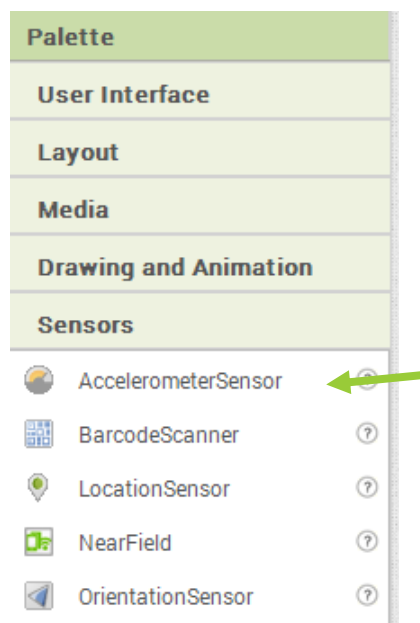 Palette
User Interface
Layout
Media
Drawing and Animation
Sensors
AccelerometerSensor ?
BarcodeScanner ?
LocationSensor ?
NearField ?
OrientationSensor ?